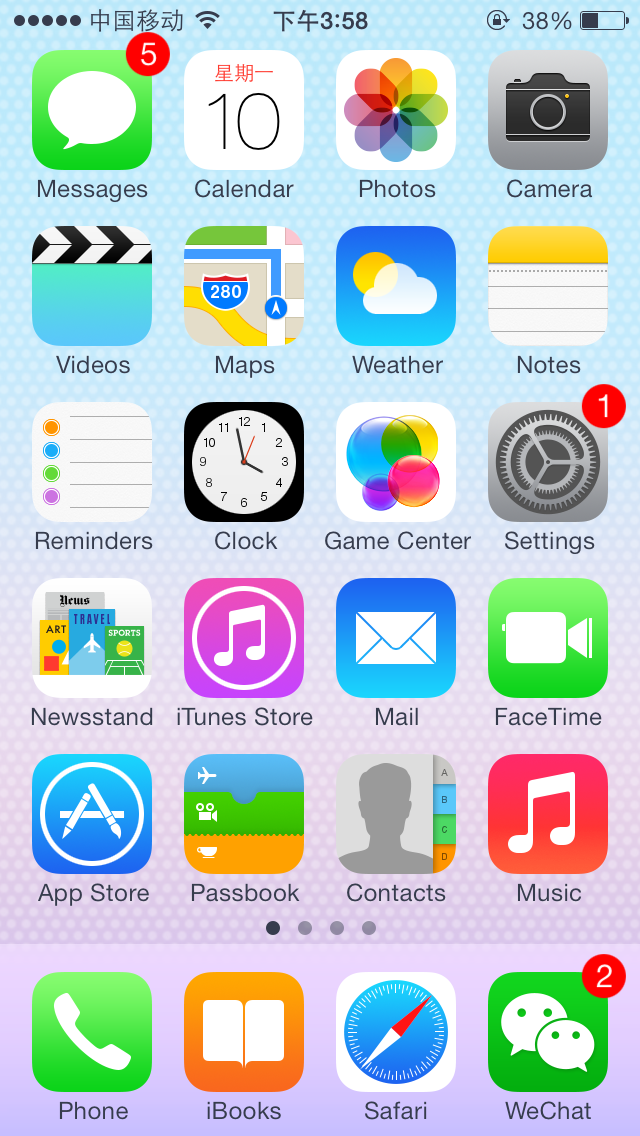 中国移动 下午3:58 38%
5
星期一
10
Messages Calendar Photos Camera
280
Videos Maps Weather Notes
1
12
11 1
10 2
9 3
8 4
7 5
6
Reminders Clock Game Center Settings
News
TRAVEL
ART
SPORTS
Newsstand iTunes Store Mail FaceTime
A
B
C
D
App Store Passbook Contacts Music
2
Phone iBooks Safari WeChat